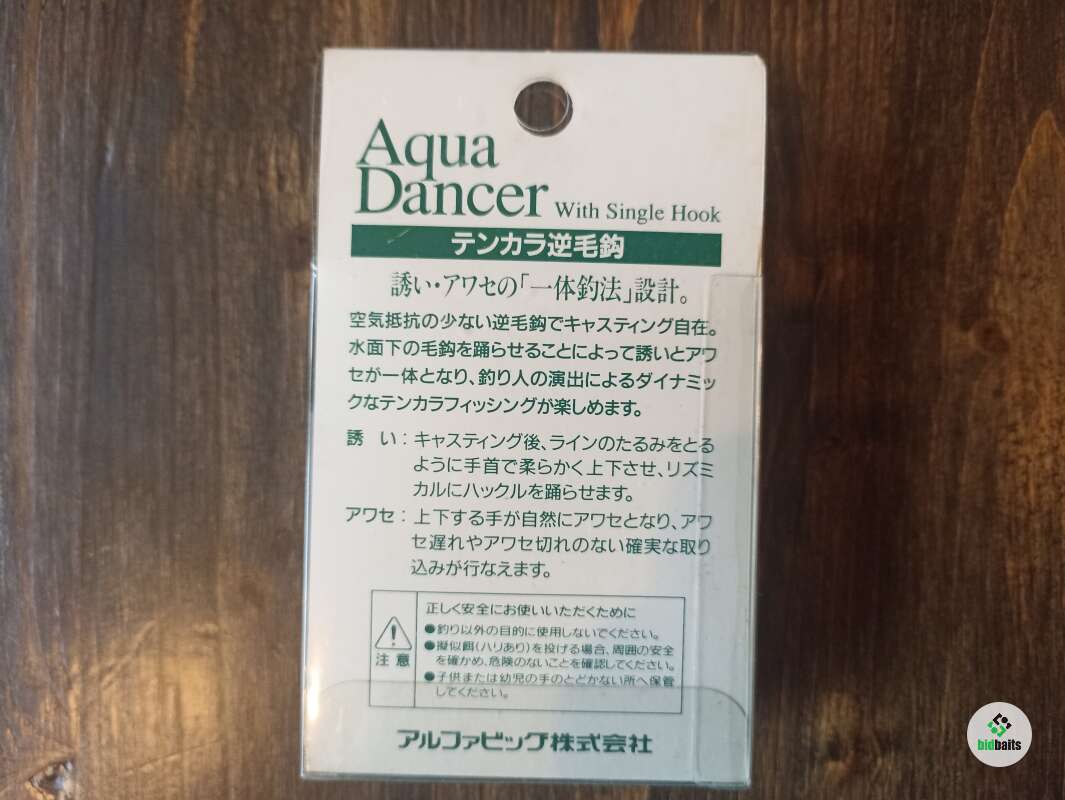 Aqua
Dancer With Single Hook
テンカラ逆毛鈎
誘い・アワセの「一体釣法」設計。
空気抵抗の少ない逆毛鈎でキャスティング自在。
水面下の毛鈎を踊らせることによって誘いとアワ
セが一体となり、釣り人の演出によるダイナミッ
クなテンカラフィッシングが楽しめます。
誘 い：キャスティング後、ラインのたるみをとる
ように手首で柔らかく上下させ、リズミ
カルにハックルを踊らせます。
アワセ：上下する手が自然にアワセとなり、アワ
セ遅れやアワセ切れのない確実な取り
込みが行なえます。
正しく安全にお使いいただくために
●釣り以外の目的に使用しないでください。
●擬似餌(ハリあり)を投げる場合、周囲の安全
を確かめ、危険のないことを確認してください。
●子供または幼児の手のとどかない所へ保管
してください。
注 意
アルファビッグ株式会社
bidbaits